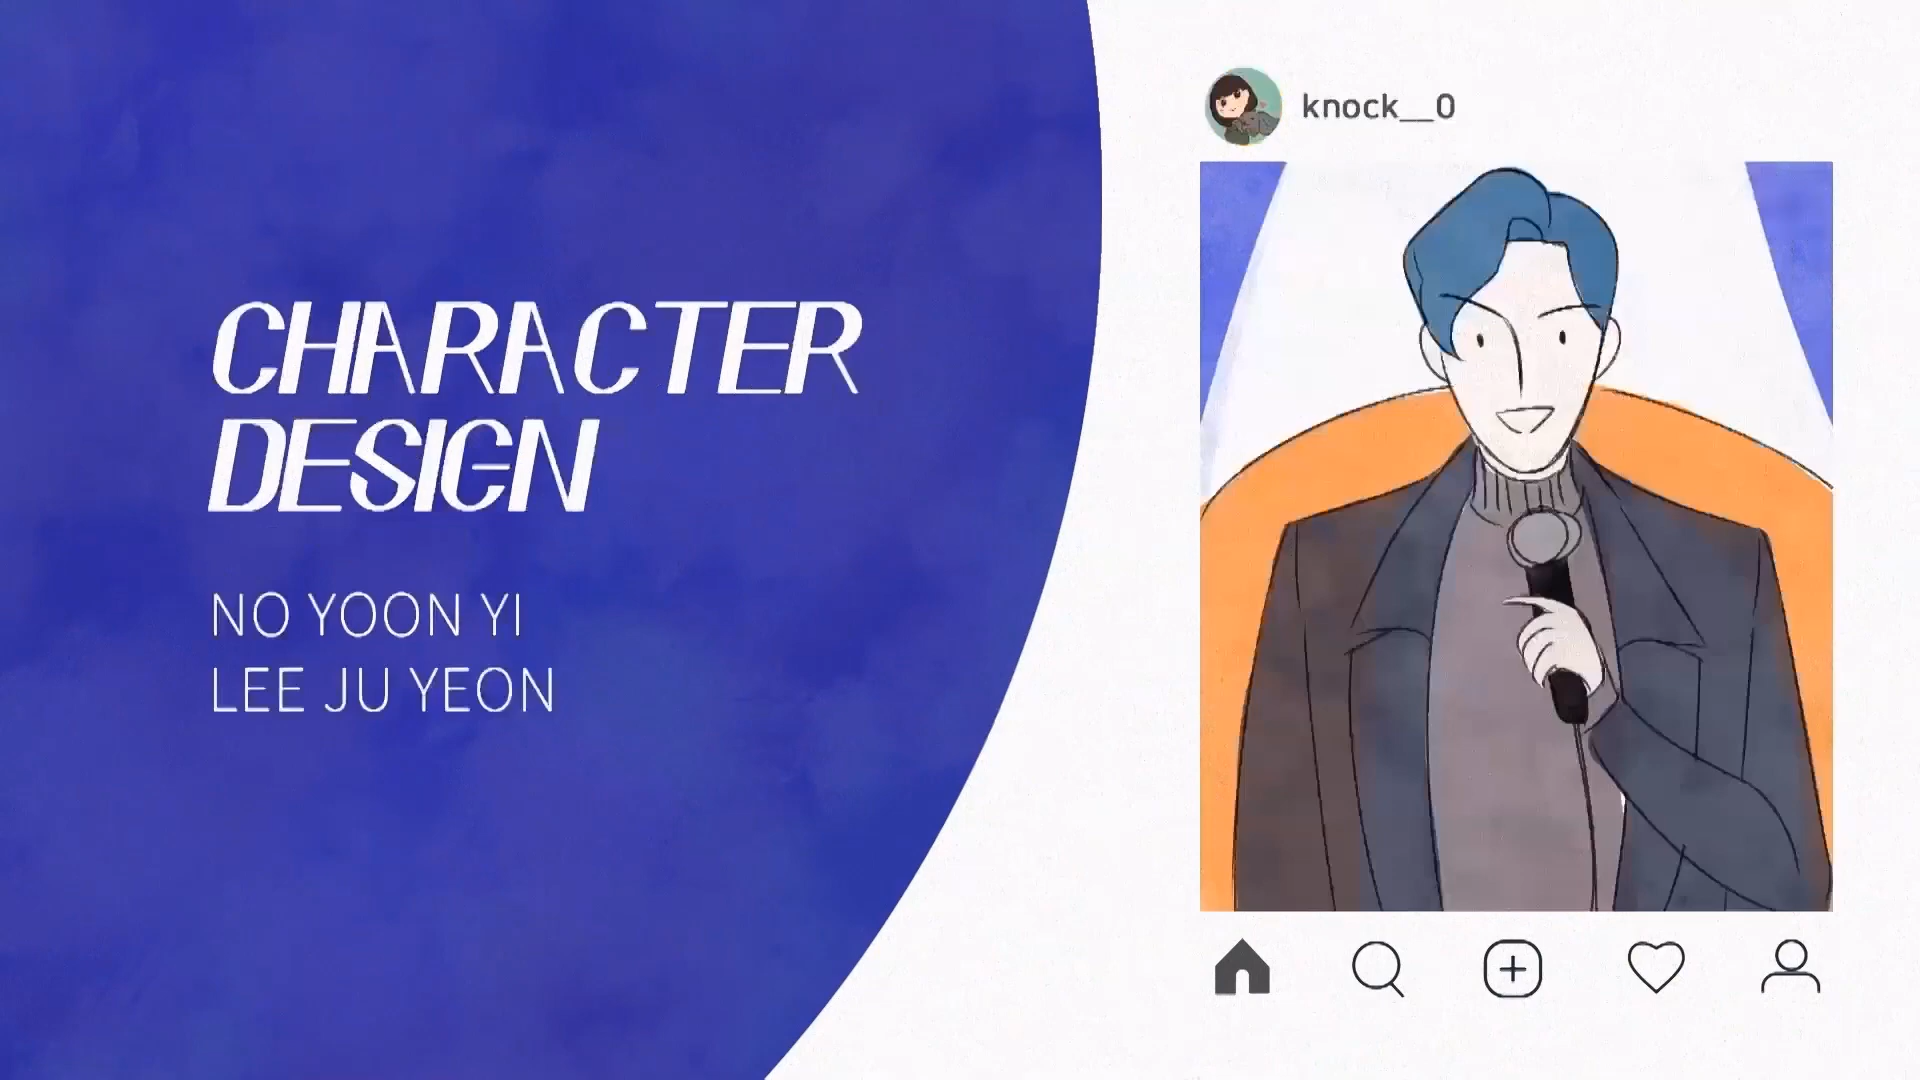 CHARACTER
DESIGN
NO YOON YI
LEE JU YEON
knock__0